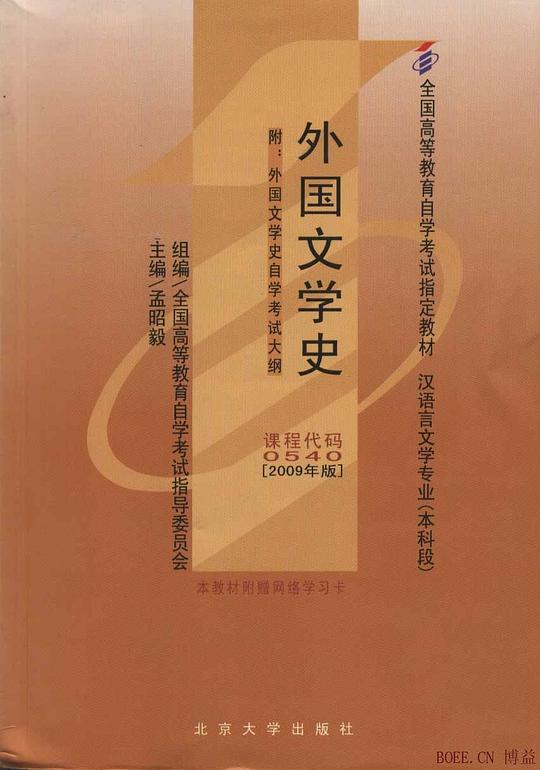 全国高等教育自学考试指定教材 汉语言文学专业(本科段)
外国文学史
附:外国文学史自学考试大纲
课程代码
0540
[2009年版]
组编/全国高等教育自学考试指导委员会
主编/孟昭毅
本教材附赠网络学习卡
北京大学出版社
BOEE.CN 博益